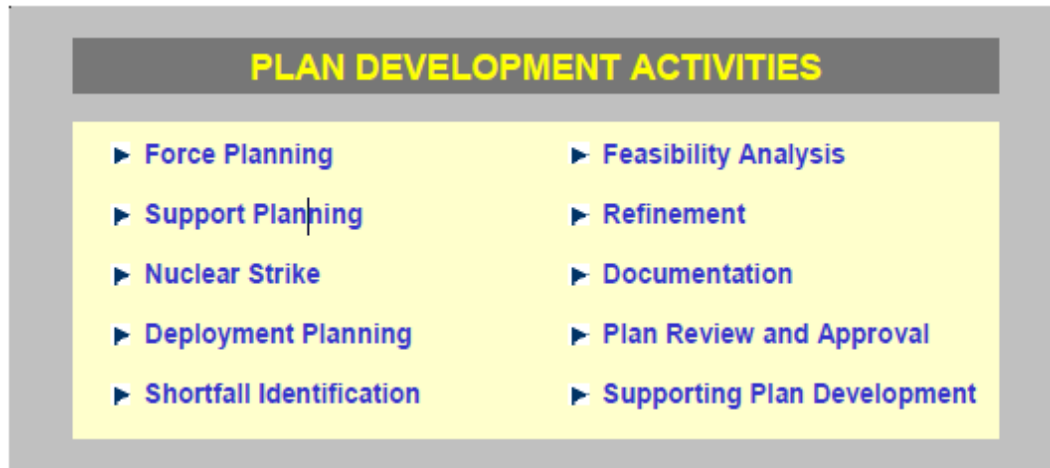 PLAN DEVELOPMENT ACTIVITIES
Force Planning
Support Planning
Nuclear Strike
Deployment Planning
Shortfall Identification
Feasibility Analysis
Refinement
Documentation
Plan Review and Approval
Supporting Plan Development